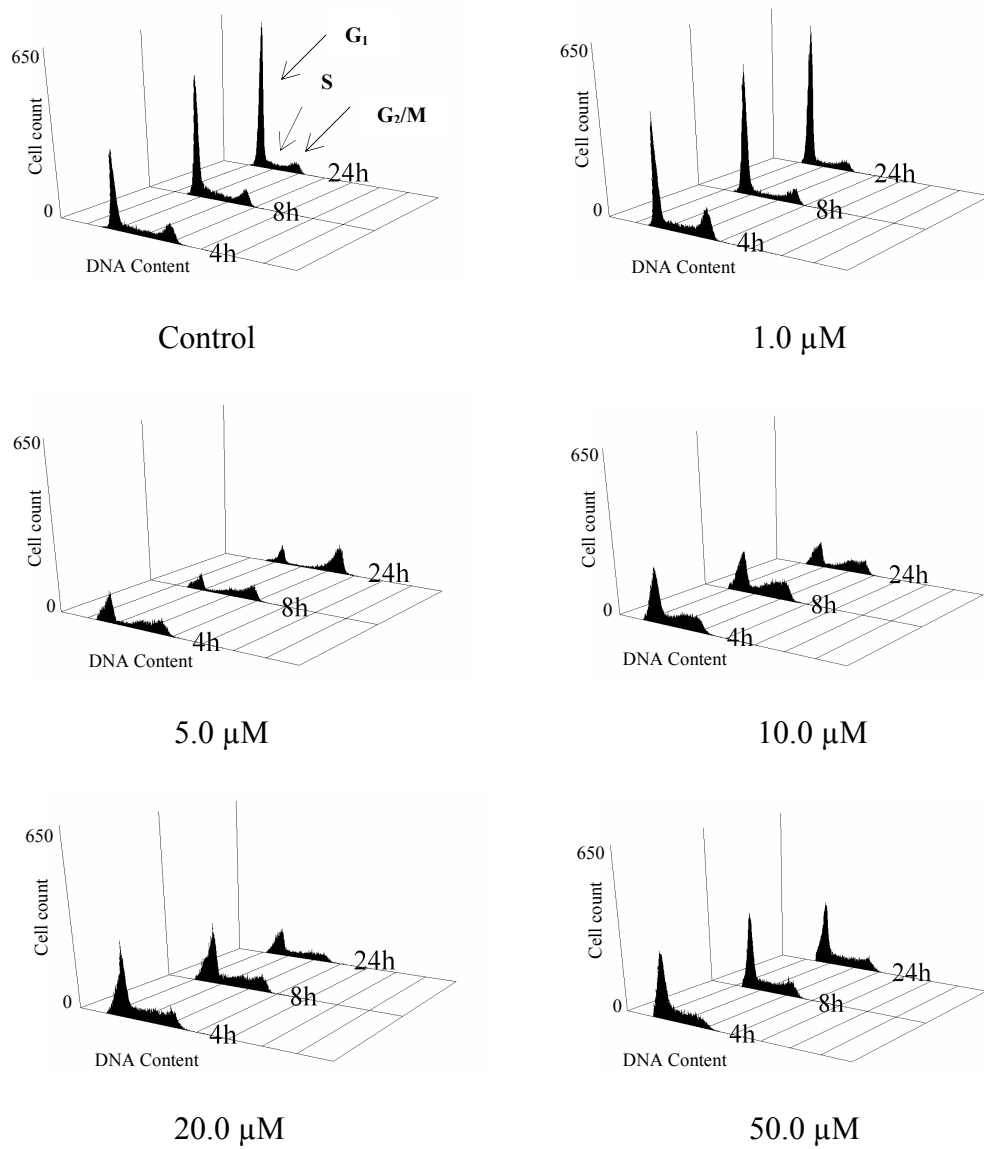 650
Cell count
0
G₁
S
G₂/M
24h
8h
4h
DNA Content
Control
650
Cell count
0
24h
8h
4h
DNA Content
1.0 µM
650
Cell count
0
24h
8h
4h
DNA Content
5.0 µM
650
Cell count
0
24h
8h
4h
DNA Content
10.0 µM
650
Cell count
0
24h
8h
4h
DNA Content
20.0 µM
650
Cell count
0
24h
8h
4h
DNA Content
50.0 µM